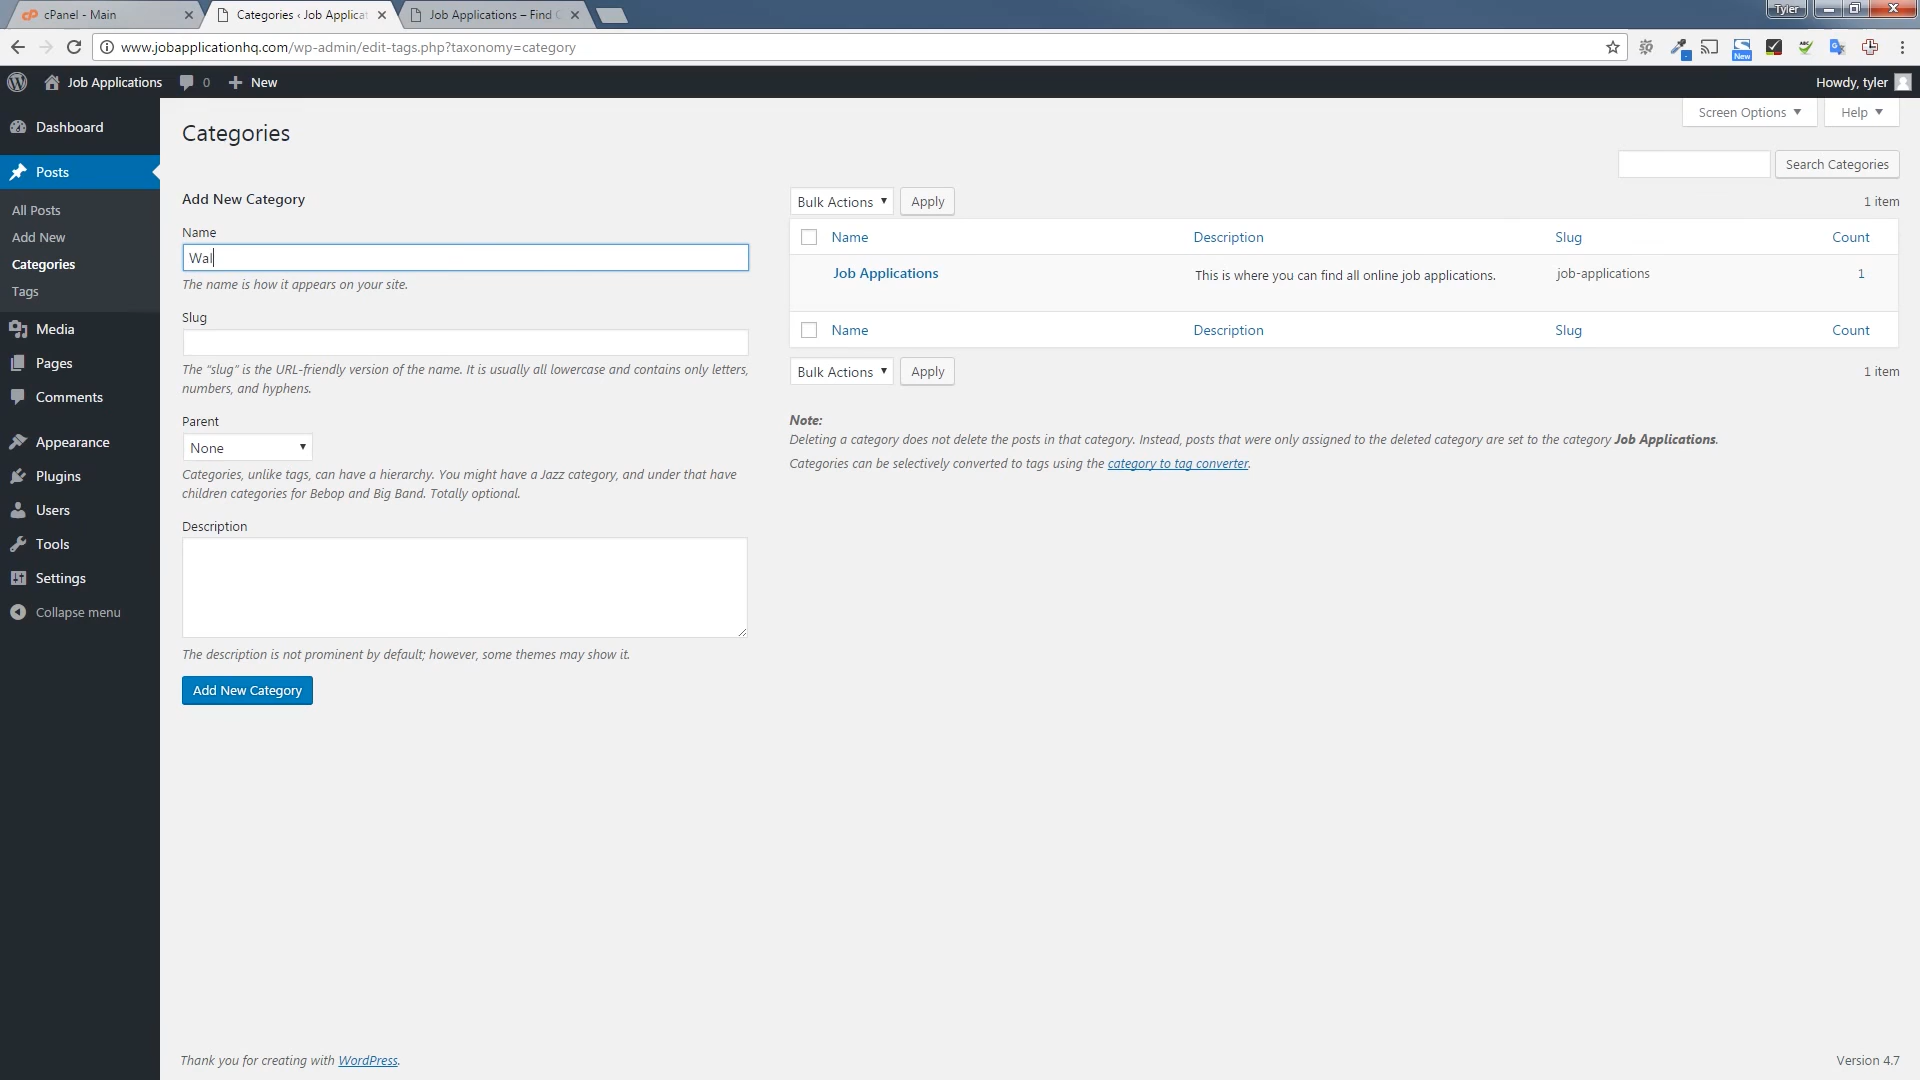 cPanel - Main
Categories ‹ Job Applicat
Job Applications – Find
Tyler
www.jobapplicationhq.com/wp-admin/edit-tags.php?taxonomy=category
New
Job Applications
0
New
Howdy, tyler
Dashboard
Posts
All Posts
Add New
Categories
Tags
Media
Pages
Comments
Appearance
Plugins
Users
Tools
Settings
Collapse menu
Categories
Screen Options
Help
Search Categories
Add New Category
Name
Wal
The name is how it appears on your site.
Slug
The “slug” is the URL-friendly version of the name. It is usually all lowercase and contains only letters,
numbers, and hyphens.
Parent
None
Categories, unlike tags, can have a hierarchy. You might have a Jazz category, and under that have
children categories for Bebop and Big Band. Totally optional.
Description
The description is not prominent by default; however, some themes may show it.
Add New Category
Bulk Actions
Apply
1 item
Name Description Slug Count
Job Applications This is where you can find all online job applications. job-applications 1
Name Description Slug Count
Bulk Actions
Apply
1 item
Note:
Deleting a category does not delete the posts in that category. Instead, posts that were only assigned to the deleted category are set to the category Job Applications.
Categories can be selectively converted to tags using the category to tag converter.
Thank you for creating with WordPress.
Version 4.7